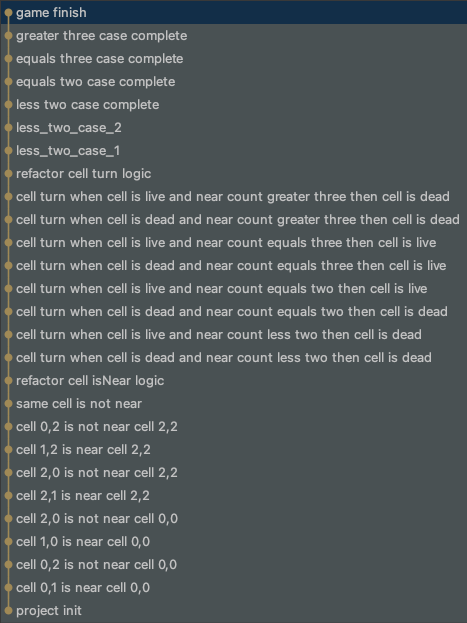 game finish
greater three case complete
equals three case complete
equals two case complete
less two case complete
less_two_case_2
less_two_case_1
refactor cell turn logic
cell turn when cell is live and near count greater three then cell is dead
cell turn when cell is dead and near count greater three then cell is dead
cell turn when cell is live and near count equals three then cell is live
cell turn when cell is dead and near count equals three then cell is live
cell turn when cell is live and near count equals two then cell is live
cell turn when cell is dead and near count equals two then cell is dead
cell turn when cell is live and near count less two then cell is dead
cell turn when cell is dead and near count less two then cell is dead
refactor cell isNear logic
same cell is not near
cell 0,2 is not near cell 2,2
cell 1,2 is near cell 2,2
cell 2,0 is not near cell 2,2
cell 2,1 is near cell 2,2
cell 2,0 is not near cell 0,0
cell 1,0 is near cell 0,0
cell 0,2 is not near cell 0,0
cell 0,1 is near cell 0,0
project init